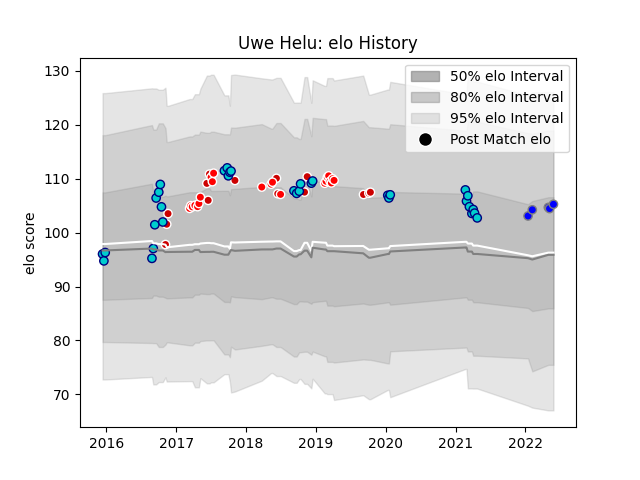 Uwe Helu: elo History
50% elo Interval
80% elo Interval
95% elo Interval
Post Match elo
elo score
130
120
110
100
90
80
70
2016 2017 2018 2019 2020 2021 2022